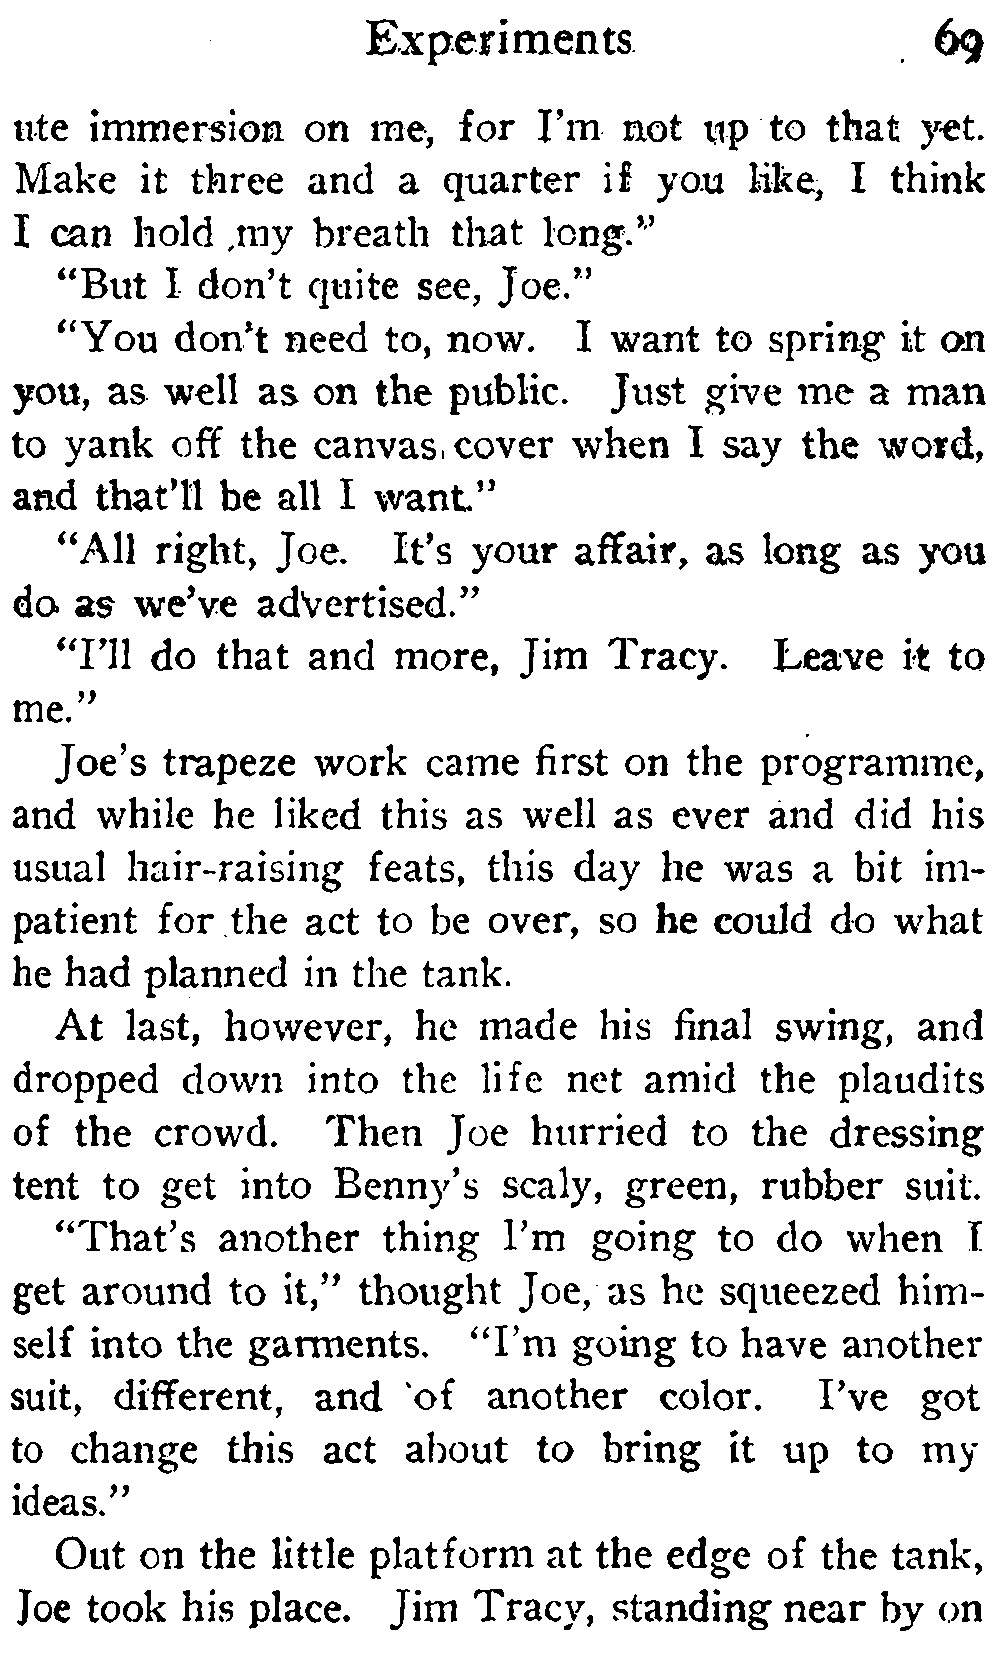 Experiments 69
ute immersion on me, for I'm not up to that yet.
Make it three and a quarter if you like, I think
I can hold my breath that long."
"But I don't quite see, Joe."
"You don't need to, now. I want to spring it on
you, as well as on the public. Just give me a man
to yank off the canvas cover when I say the word,
and that'll be all I want."
"All right, Joe. It's your affair, as long as you
do as we've advertised."
"I'll do that and more, Jim Tracy. Leave it to
me."
Joe's trapeze work came first on the programme,
and while he liked this as well as ever and did his
usual hair-raising feats, this day he was a bit im-
patient for the act to be over, so he could do what
he had planned in the tank.
At last, however, he made his final swing, and
dropped down into the life net amid the plaudits
of the crowd. Then Joe hurried to the dressing
tent to get into Benny's scaly, green, rubber suit.
"That's another thing I'm going to do when I
get around to it," thought Joe, as he squeezed him-
self into the garments. "I'm going to have another
suit, different, and of another color. I've got
to change this act about to bring it up to my
ideas."
Out on the little platform at the edge of the tank,
Joe took his place. Jim Tracy, standing near by on